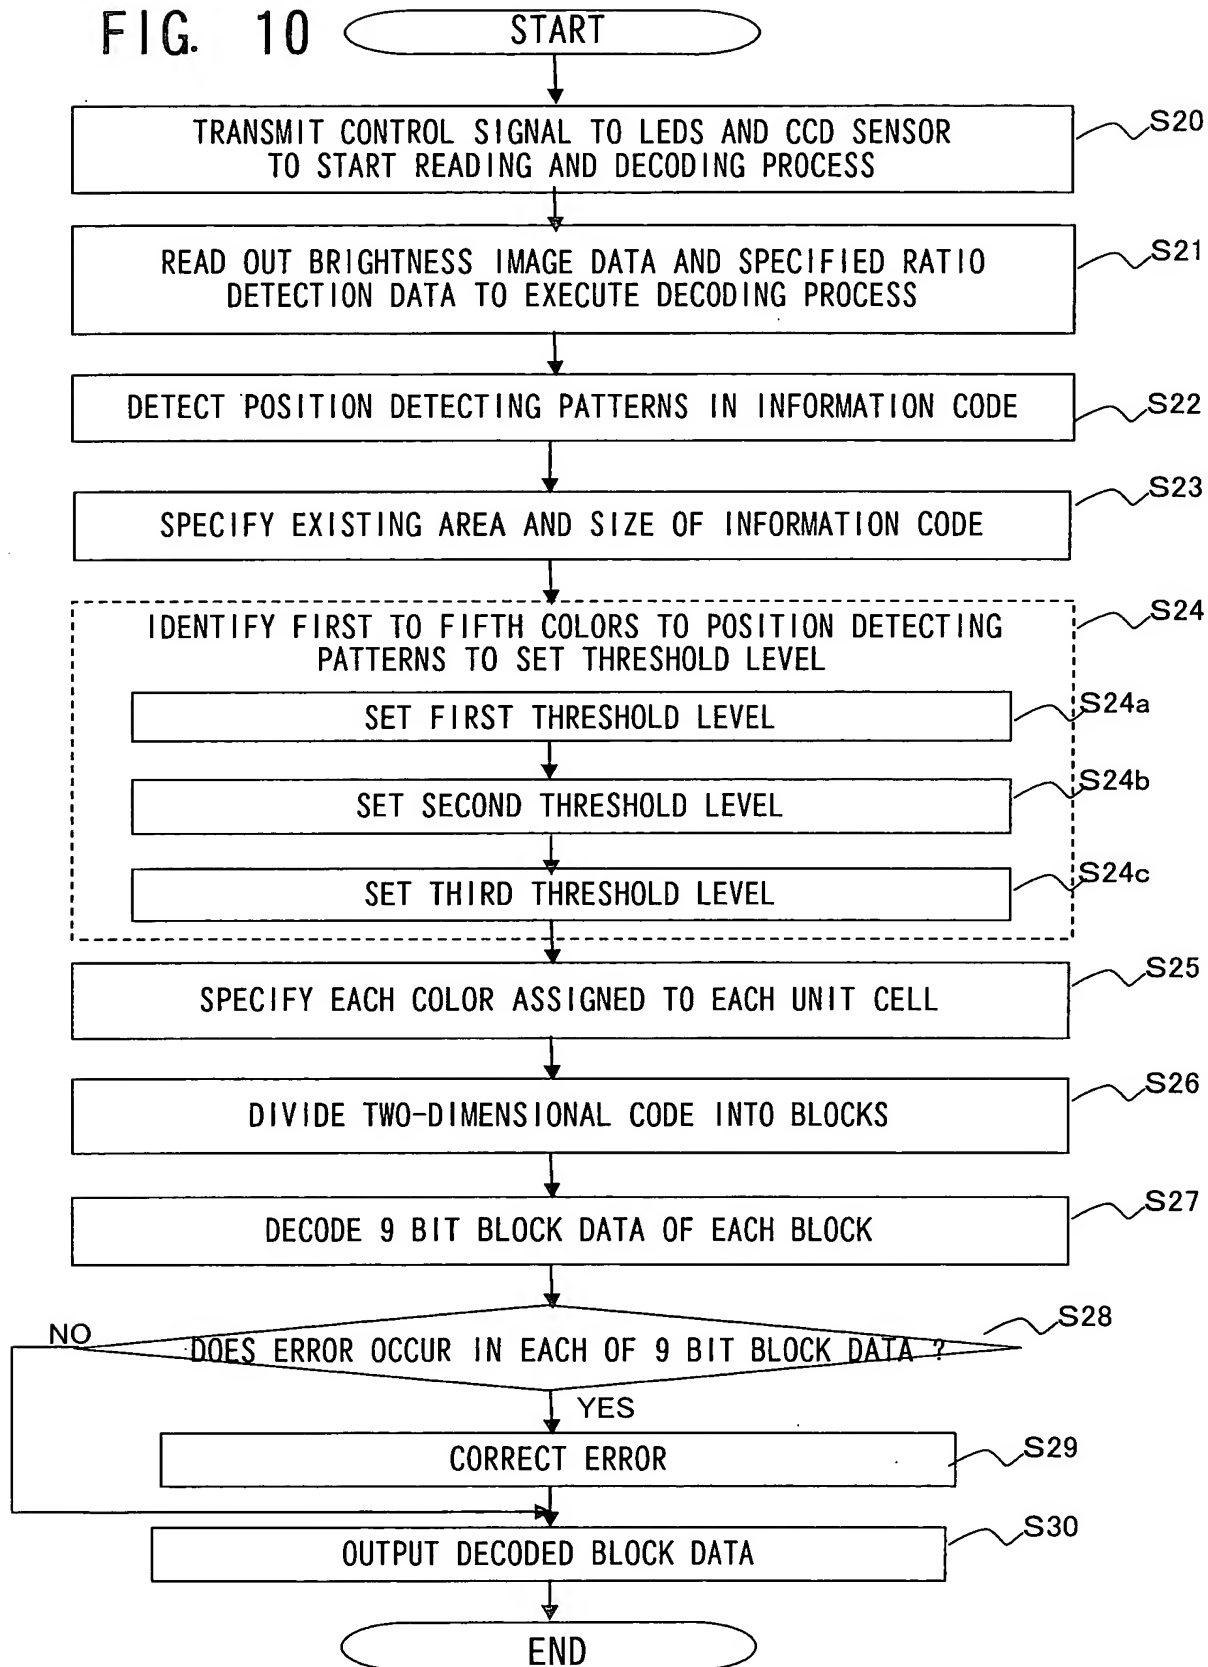 FIG. 10
START
TRANSMIT CONTROL SIGNAL TO LEDS AND CCD SENSOR
TO START READING AND DECODING PROCESS
S20
READ OUT BRIGHTNESS IMAGE DATA AND SPECIFIED RATIO
DETECTION DATA TO EXECUTE DECODING PROCESS
S21
DETECT POSITION DETECTING PATTERNS IN INFORMATION CODE
S22
SPECIFY EXISTING AREA AND SIZE OF INFORMATION CODE
S23
IDENTIFY FIRST TO FIFTH COLORS TO POSITION DETECTING
PATTERNS TO SET THRESHOLD LEVEL
S24
SET FIRST THRESHOLD LEVEL
S24a
SET SECOND THRESHOLD LEVEL
S24b
SET THIRD THRESHOLD LEVEL
S24c
SPECIFY EACH COLOR ASSIGNED TO EACH UNIT CELL
S25
DIVIDE TWO-DIMENSIONAL CODE INTO BLOCKS
S26
DECODE 9 BIT BLOCK DATA OF EACH BLOCK
S27
NO
DOES ERROR OCCUR IN EACH OF 9 BIT BLOCK DATA ?
S28
YES
CORRECT ERROR
S29
OUTPUT DECODED BLOCK DATA
S30
END